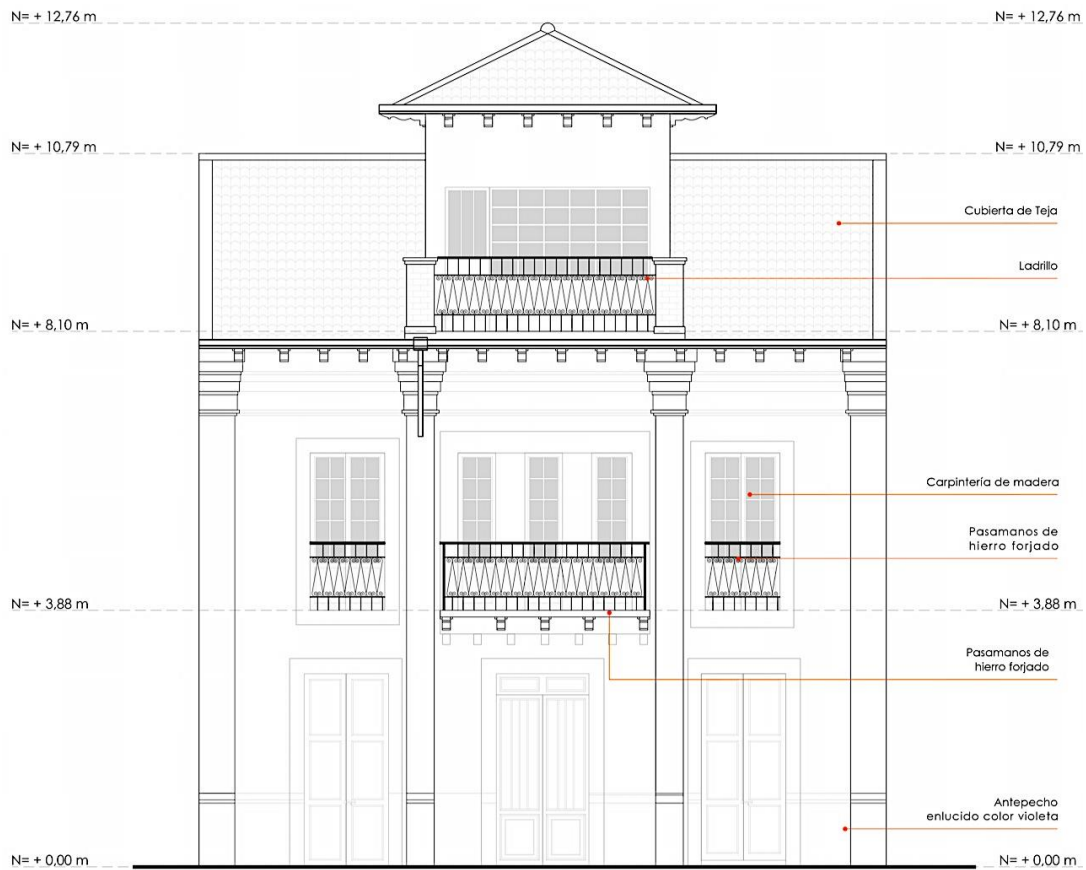 N= + 12,76 m
N= + 12,76 m
N= + 10,79 m
N= + 10,79 m
Cubierta de Teja
Ladrillo
N= + 8,10 m
N= + 8,10 m
Carpintería de madera
Pasamanos de
hierro forjado
N= + 3,88 m
N= + 3,88 m
Pasamanos de
hierro forjado
Antepecho
enlucido color violeta
N= + 0,00 m
N= + 0,00 m